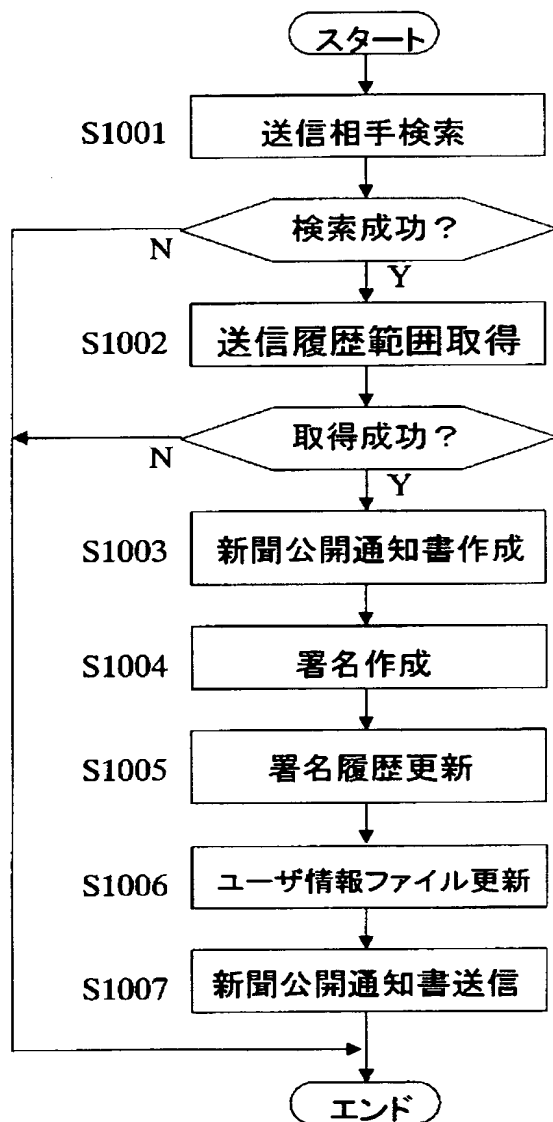 スタート
S1001 送信相手検索
検索成功?
N
Y
S1002 送信履歴範囲取得
取得成功?
N
Y
S1003 新聞公開通知書作成
S1004 署名作成
S1005 署名履歴更新
S1006 ユーザ情報ファイル更新
S1007 新聞公開通知書送信
エンド